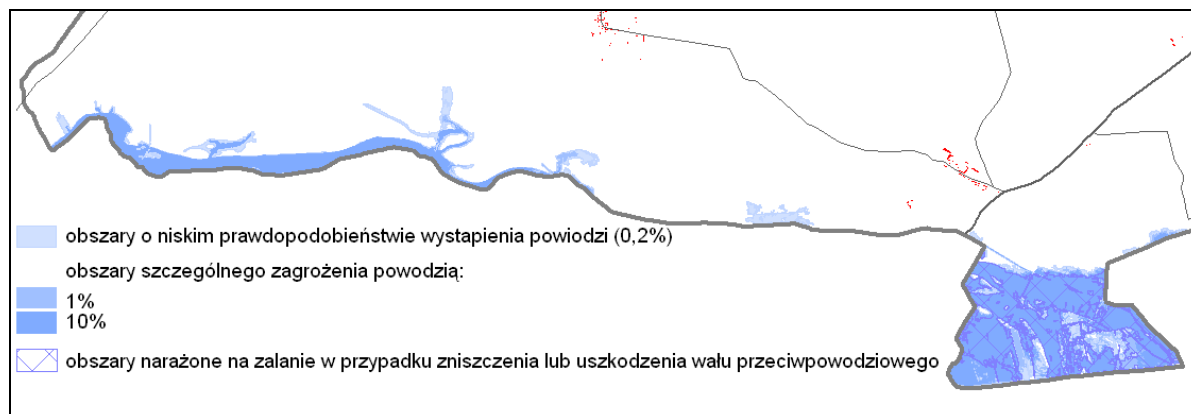 obszary o niskim prawdopodobieństwie wystapienia powiodzi (0,2%)
obszary szczególnego zagrożenia powodzią:
1%
10%
obszary narażone na zalanie w przypadku zniszczenia lub uszkodzenia wału przeciwpowodziowego